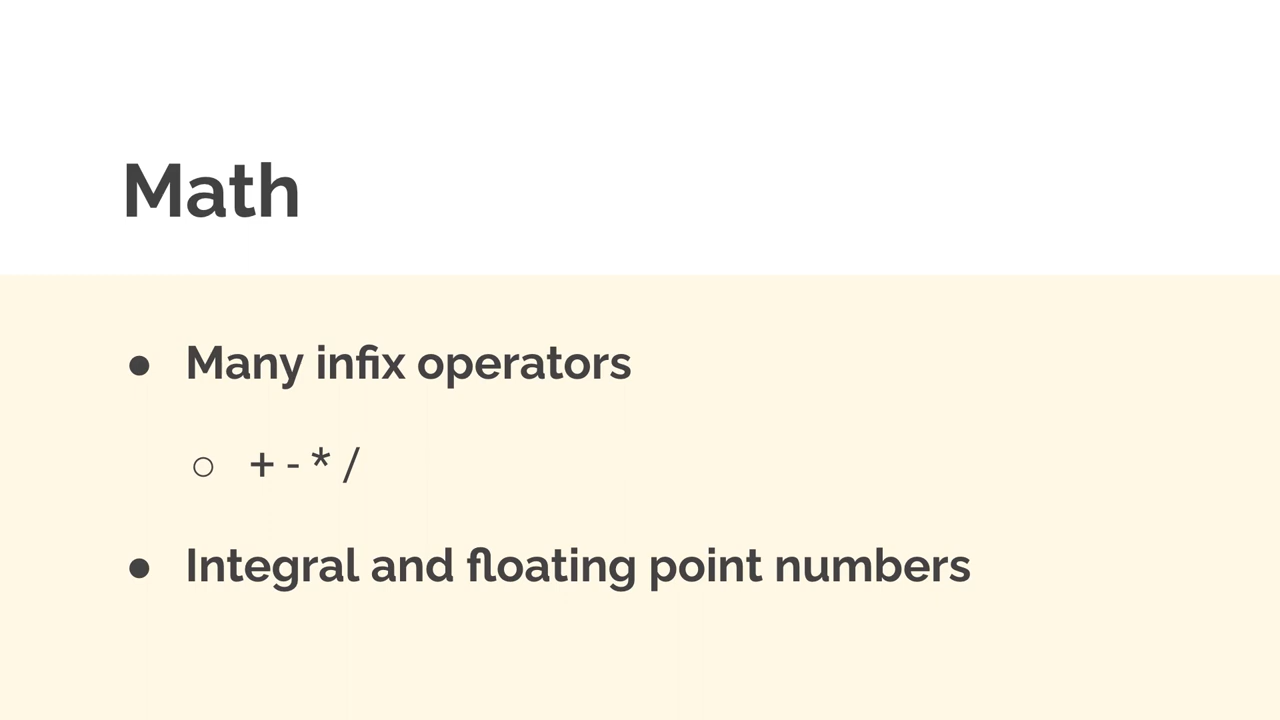 Math
● Many infix operators
○ + - * /
● Integral and floating point numbers